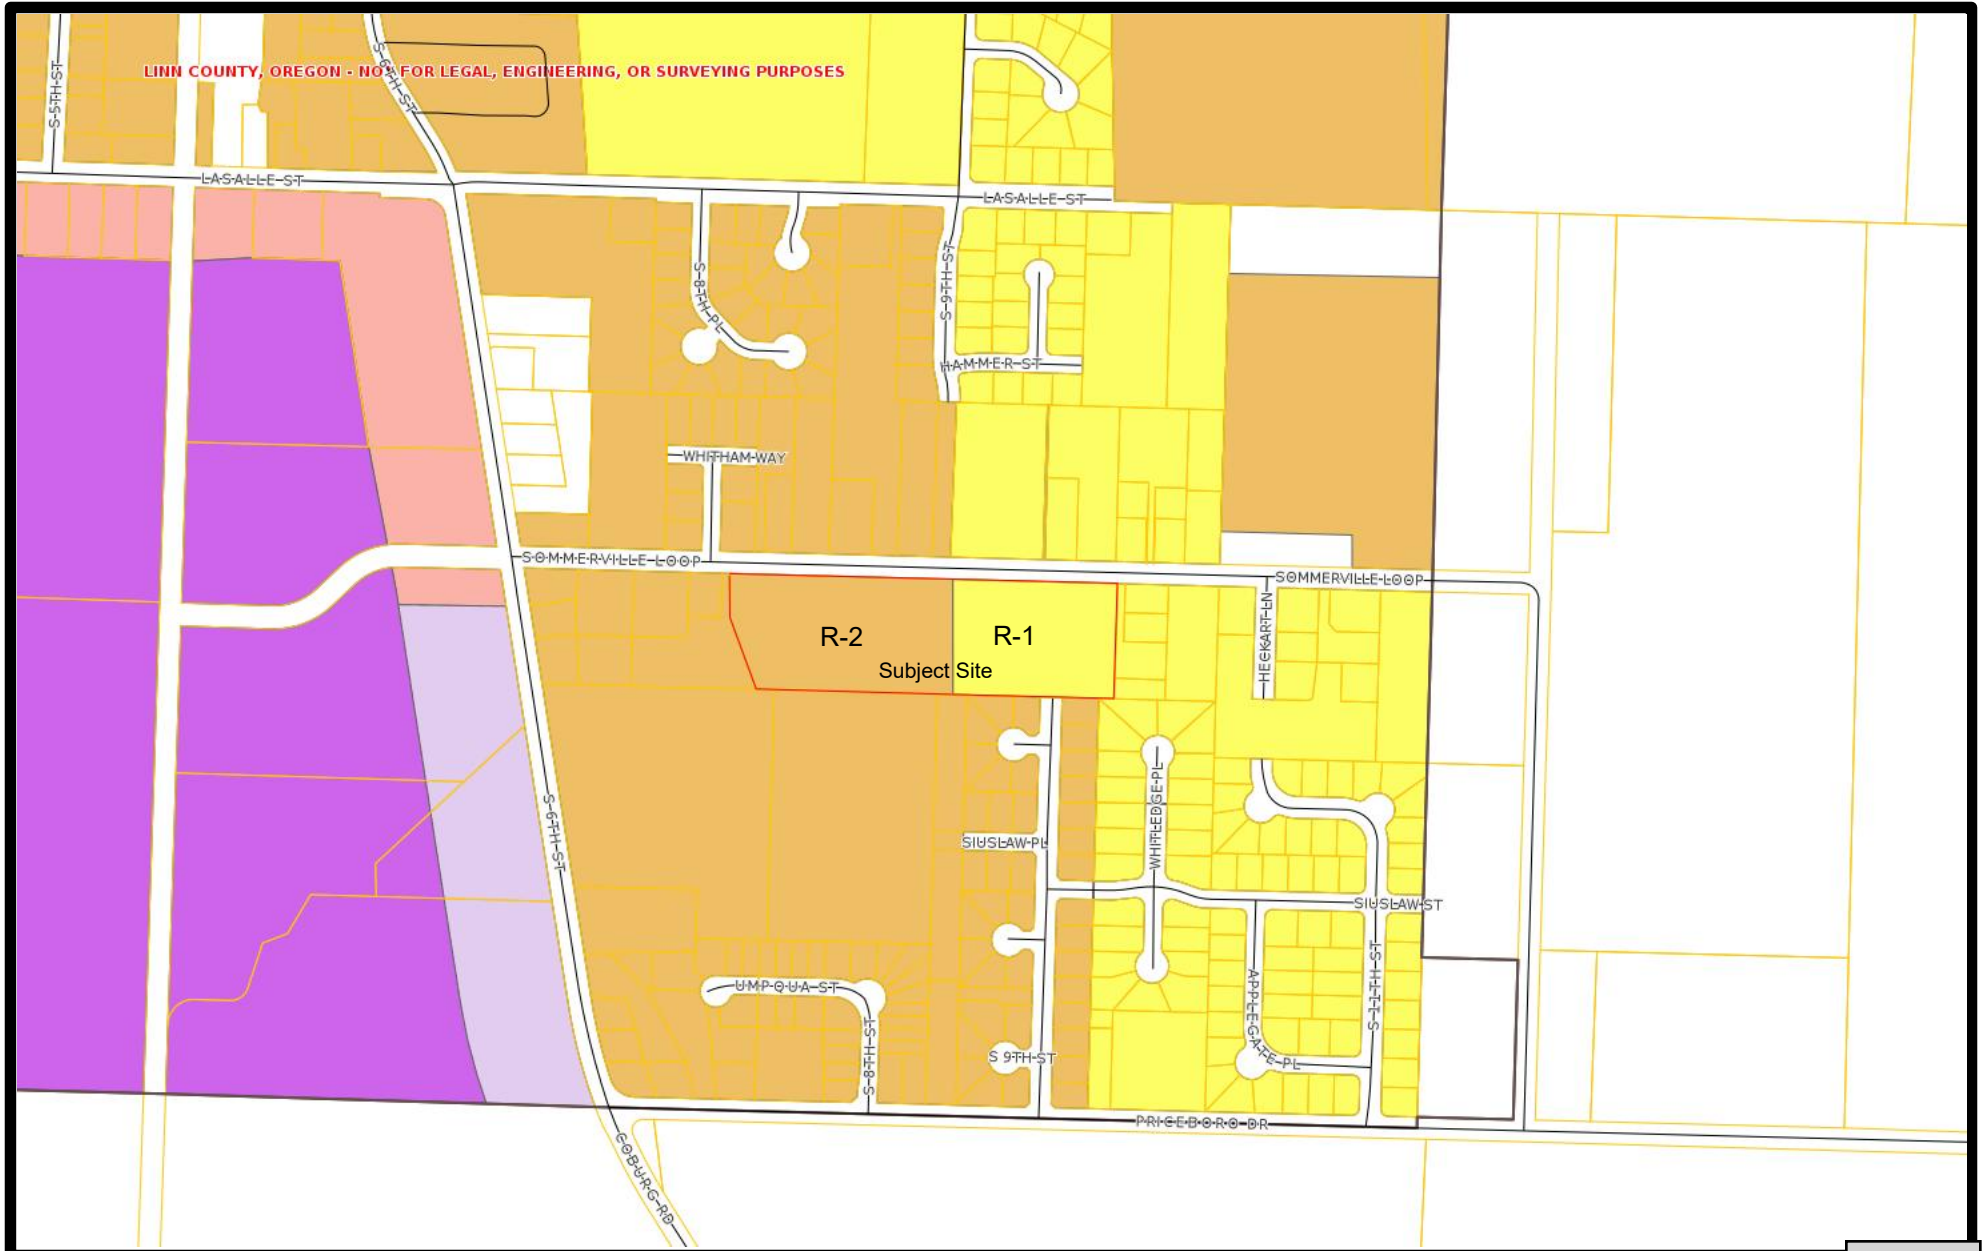 S-5TH-ST
S-6TH-ST
LINN COUNTY, OREGON - NOT FOR LEGAL, ENGINEERING, OR SURVEYING PURPOSES
LASALLE-ST
LASALLE-ST
S-8TH-PL
S-9TH-ST
HAMMER-ST
WHITHAM-WAY
SOMMERVILLE-LOOP
SOMMERVILLE-LOOP
HECKART-LN
R-2
R-1
Subject Site
S-6TH-ST
WHITLEDGE-PL
SIUSLAW-PL
SIUSLAW-ST
UMPQUA-ST
S-8TH-ST
S 9TH-ST
APPLEGATE-PL
S-11TH-ST
PRICEBORO-DR
COBURG-RD